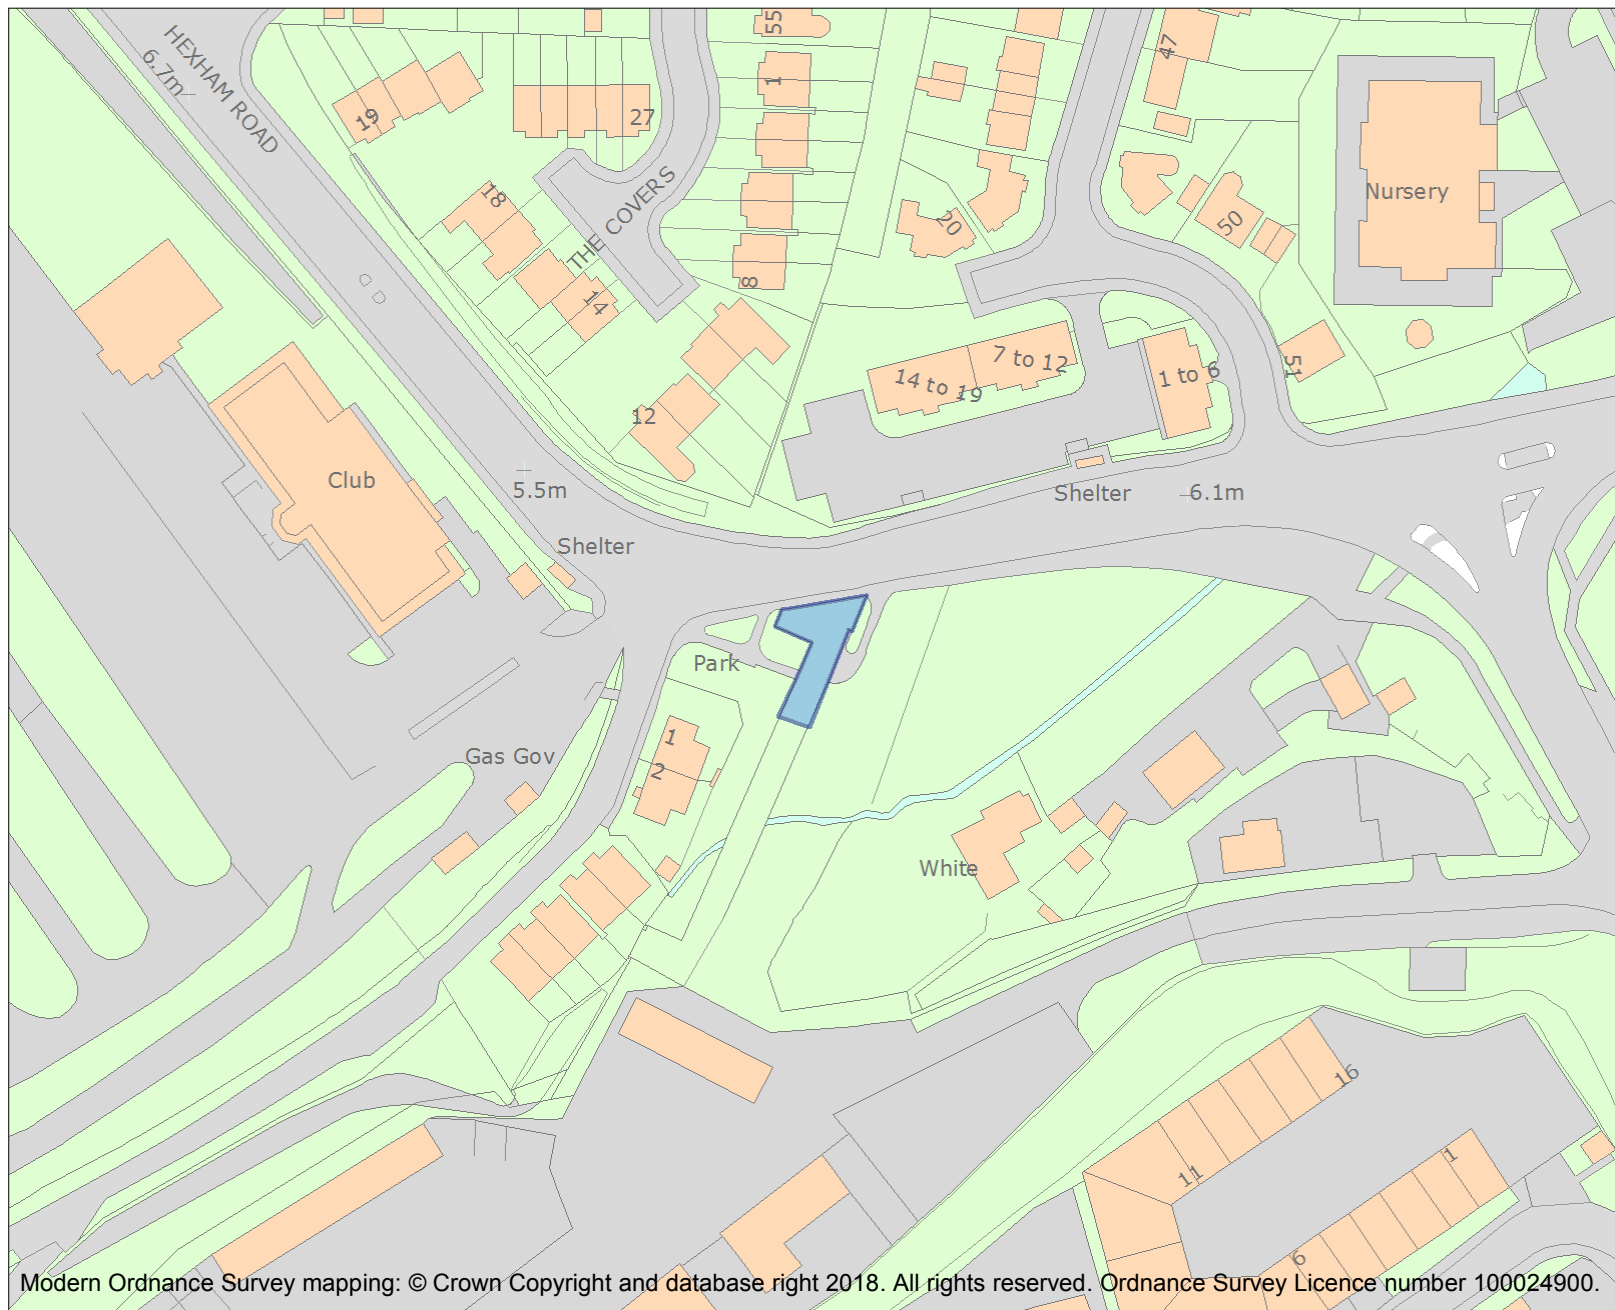 HEXHAM ROAD
6.7m
55
47
1
19
27
Nursery
THE COVERS
18
20
50
8
14
7 to 12
51
1 to 6
14 to 19
12
Club
5.5m
Shelter
6.1m
Shelter
Park
1
2
Gas Gov
White
16
11
1
6
Modern Ordnance Survey mapping: © Crown Copyright and database right 2018. All rights reserved. Ordnance Survey Licence number 100024900.